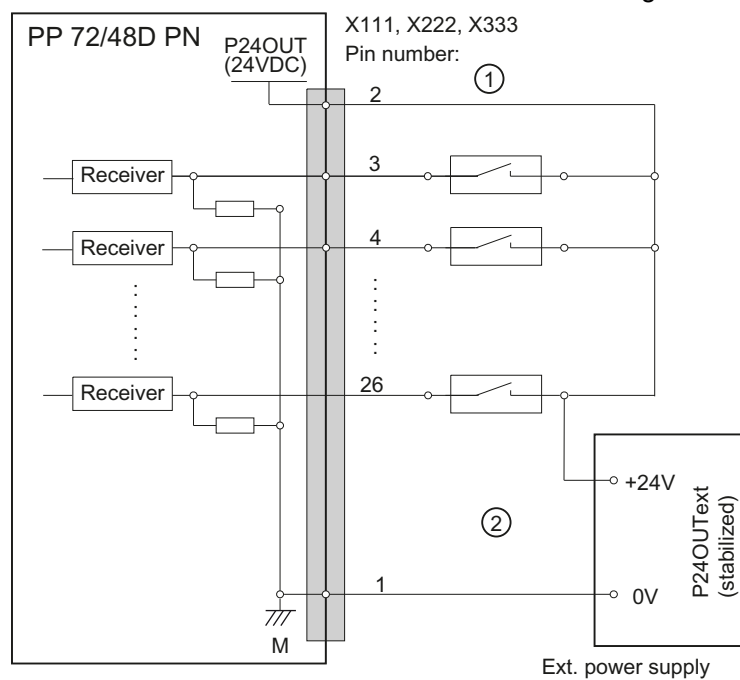 PP 72/48D PN
P24OUT
(24VDC)
X111, X222, X333
Pin number:
1
2
Receiver
3
Receiver
4
Receiver
26
+24V
P24OUText
(stabilized)
2
1
0V
M
Ext. power supply